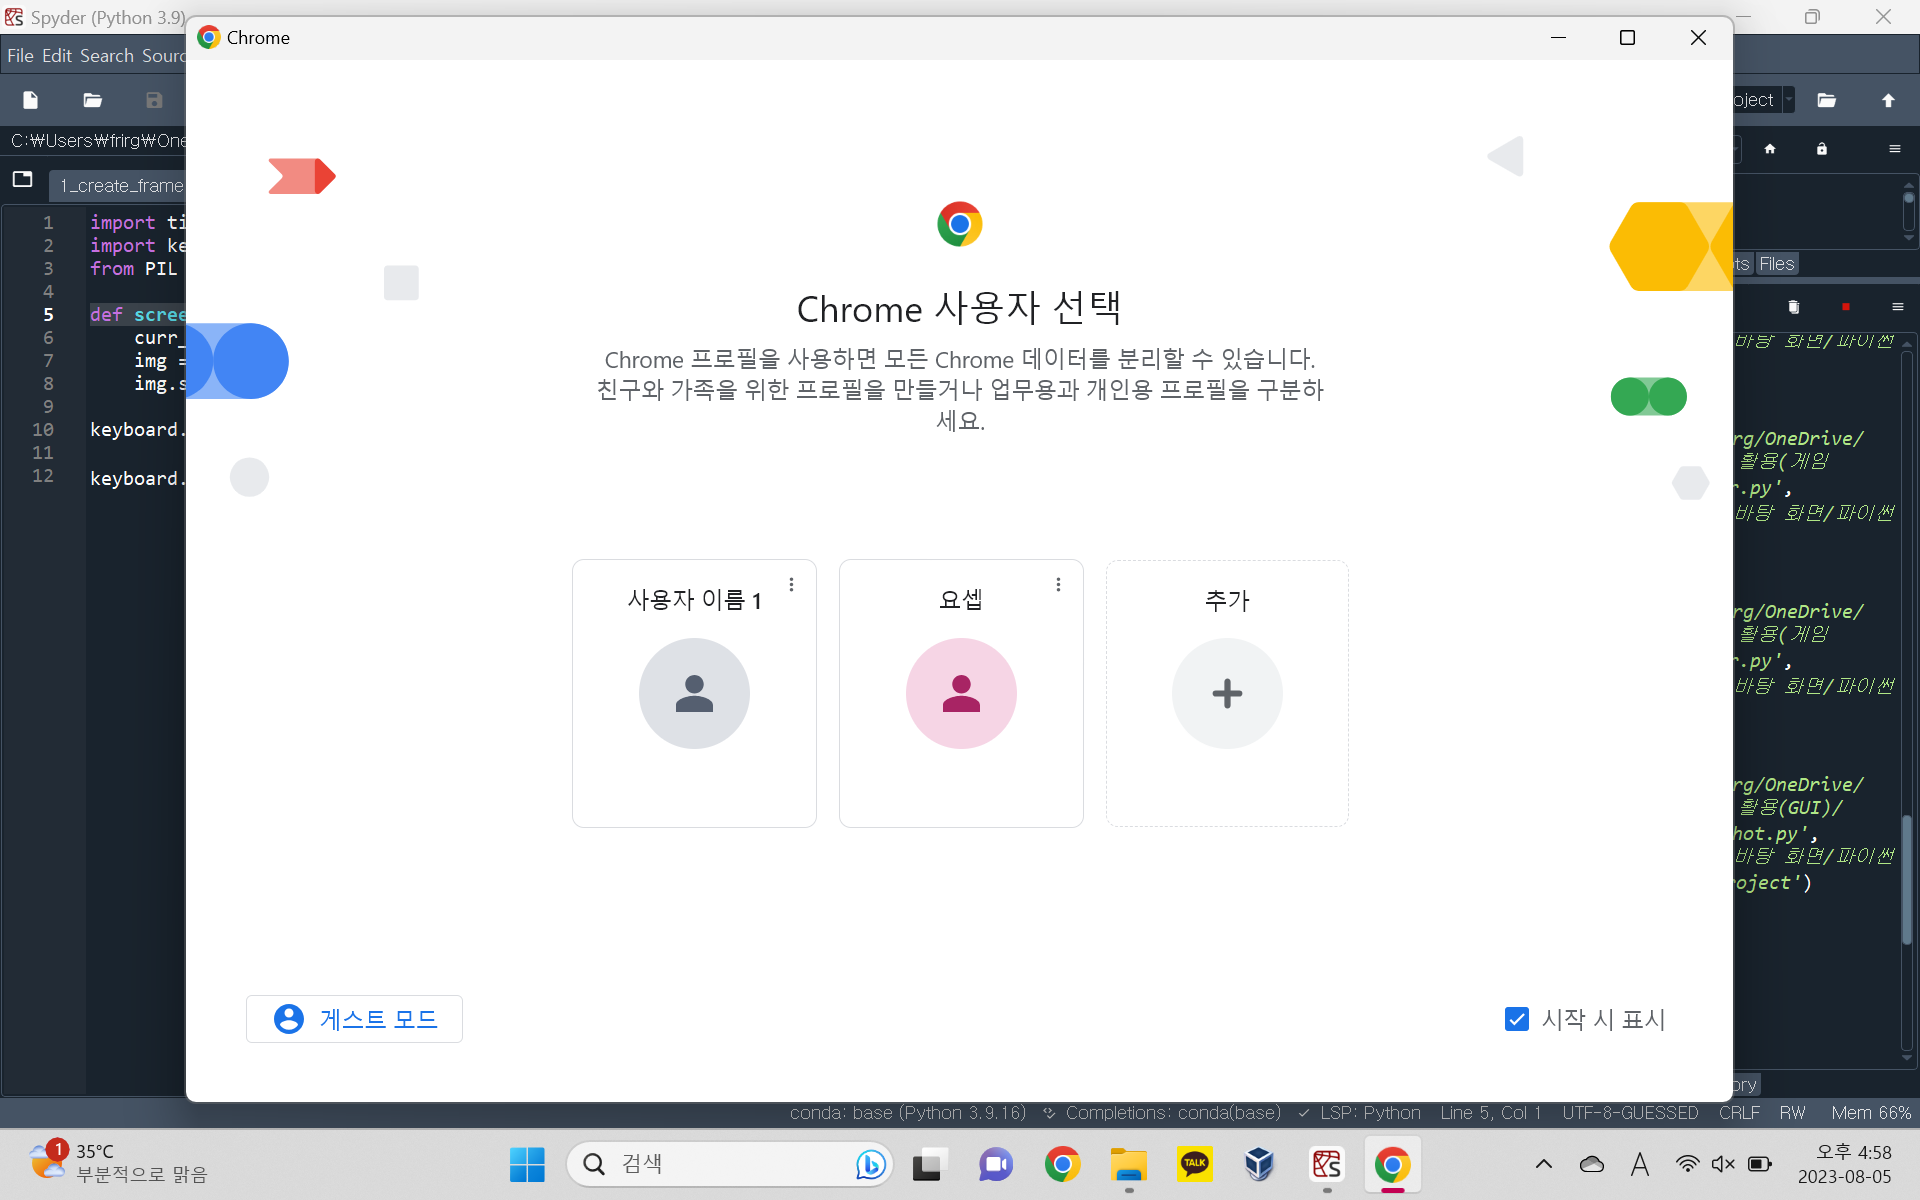 Spyder (Python 3.9)
File Edit Search Sourc
C:₩Users₩frirg₩One
1_create_frame
1 import ti
2 import ke
3 from PIL
4
5 def scree
6 curr_
7 img =
8 img.s
9
10 keyboard.
11
12 keyboard.
Chrome
Chrome 사용자 선택
Chrome 프로필을 사용하면 모든 Chrome 데이터를 분리할 수 있습니다.
친구와 가족을 위한 프로필을 만들거나 업무용과 개인용 프로필을 구분하
세요.
사용자 이름 1
요셉
추가
게스트 모드
시작 시 표시
oject
ts Files
바탕 화면/파이썬
rg/OneDrive/
활용(게임
r.py',
바탕 화면/파이썬
rg/OneDrive/
활용(게임
r.py',
바탕 화면/파이썬
rg/OneDrive/
활용(GUI)/
hot.py',
바탕 화면/파이썬
oject')
ory
conda: base (Python 3.9.16) Completions: conda(base) ✓ LSP: Python Line 5, Col 1 UTF-8-GUESSED CRLF RW Mem 66%
1
35°C
부분적으로 맑음
검색
TALK
A
오후 4:58
2023-08-05